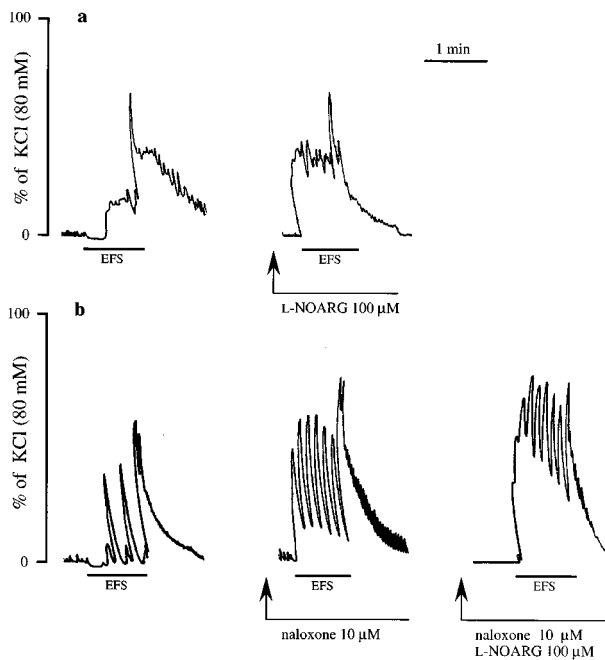 100
a
1 min
% of KCl (80 mM)
0
EFS
EFS
L-NOARG 100 µM
100
b
% of KCl (80 mM)
0
EFS
EFS
EFS
naloxone 10 µM
naloxone 10 µM
L-NOARG 100 µM